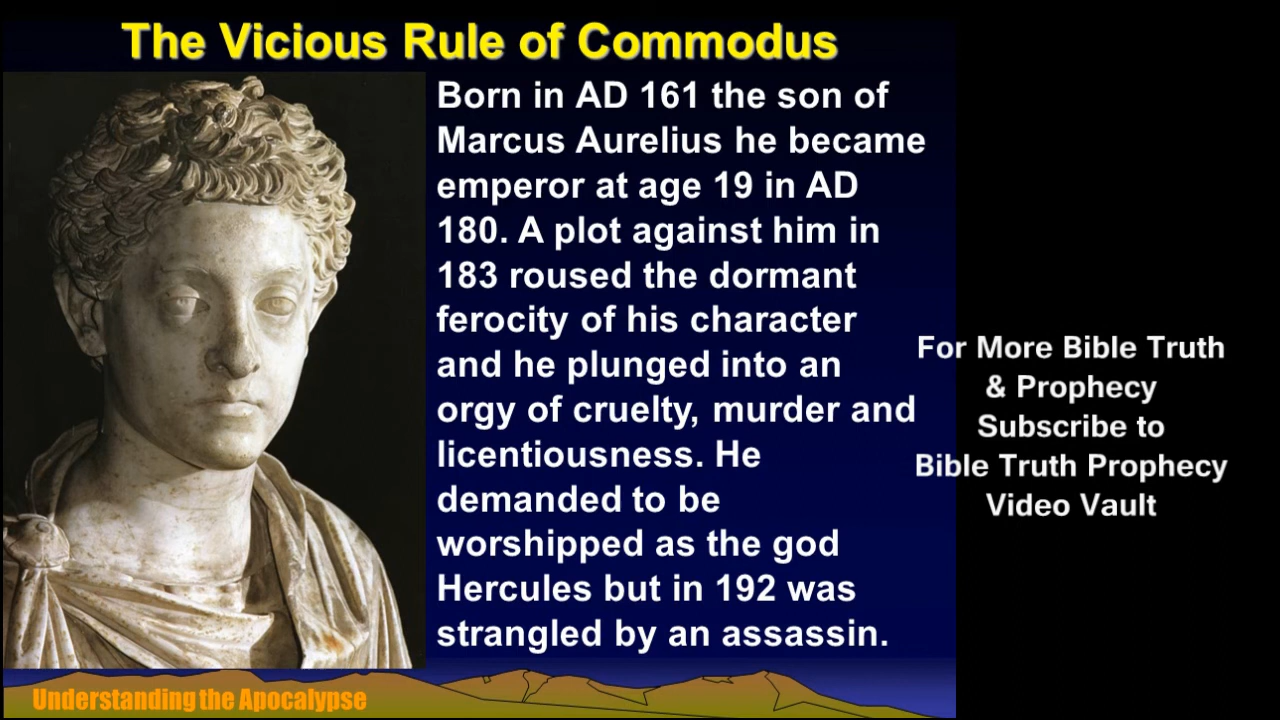 The Vicious Rule of Commodus
Born in AD 161 the son of
Marcus Aurelius he became
emperor at age 19 in AD
180. A plot against him in
183 roused the dormant
ferocity of his character
and he plunged into an
orgy of cruelty, murder and
licentiousness. He
demanded to be
worshipped as the god
Hercules but in 192 was
strangled by an assassin.
For More Bible Truth
& Prophecy
Subscribe to
Bible Truth Prophecy
Video Vault
Understanding the Apocalypse